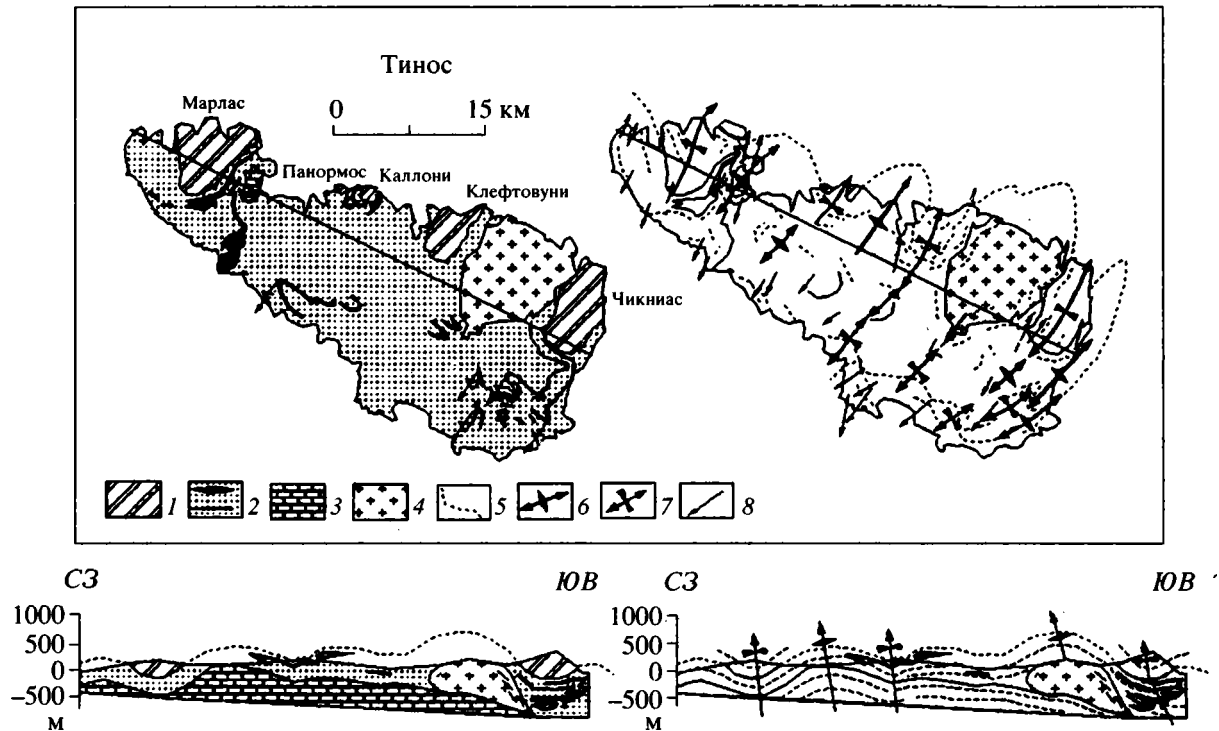 Тинос
0 15 км
Марлас
Панормос
Каллони
Клефтовуни
Чикниас
1 2 3 4 5 6 7 8
СЗ ЮВ
1000
500
0
−500
м
СЗ ЮВ
1000
500
0
−500
м